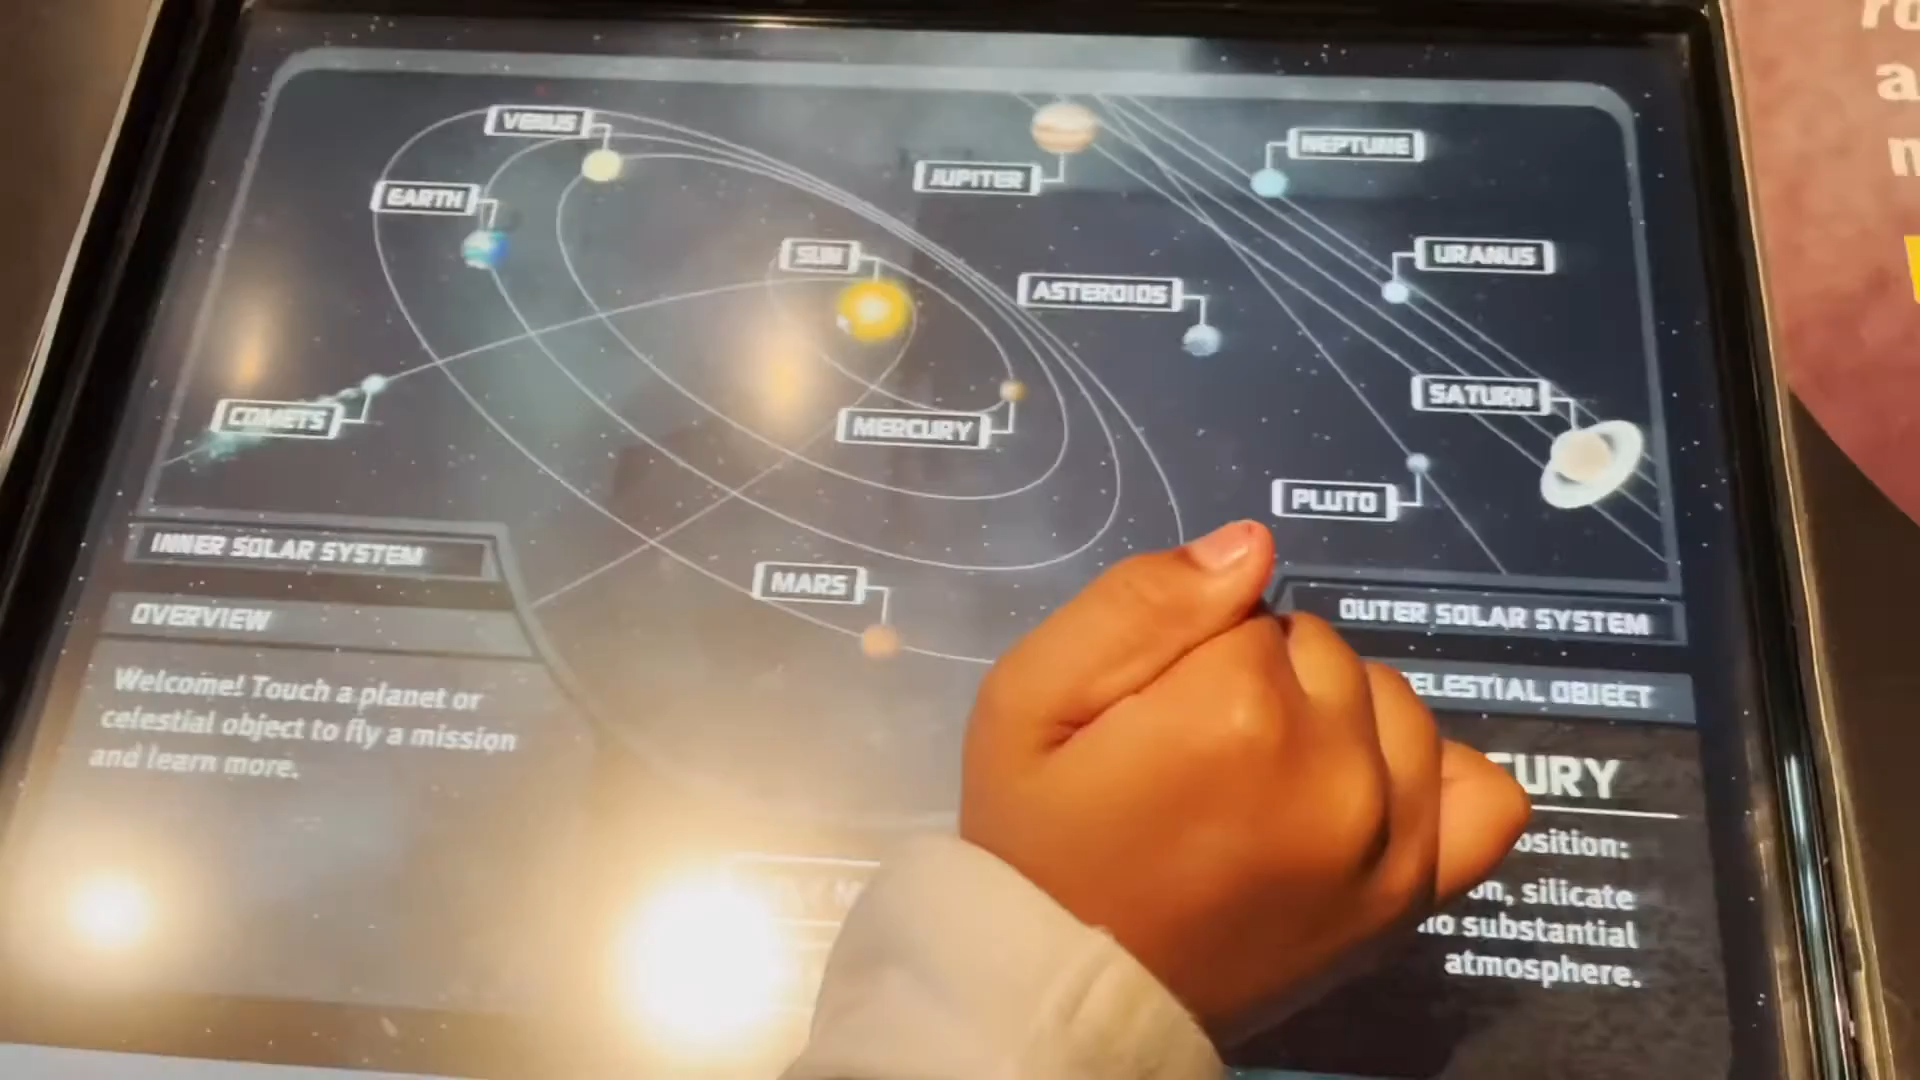 VENUS
NEPTUNE
JUPITER
EARTH
SUN
URANUS
ASTEROIDS
SATURN
COMETS
MERCURY
PLUTO
INNER SOLAR SYSTEM
MARS
OVERVIEW
OUTER SOLAR SYSTEM
Welcome! Touch a planet or
celestial object to fly a mission
and learn more.
ELESTIAL OBJECT
CURY
osition:
on, silicate
no substantial
atmosphere.